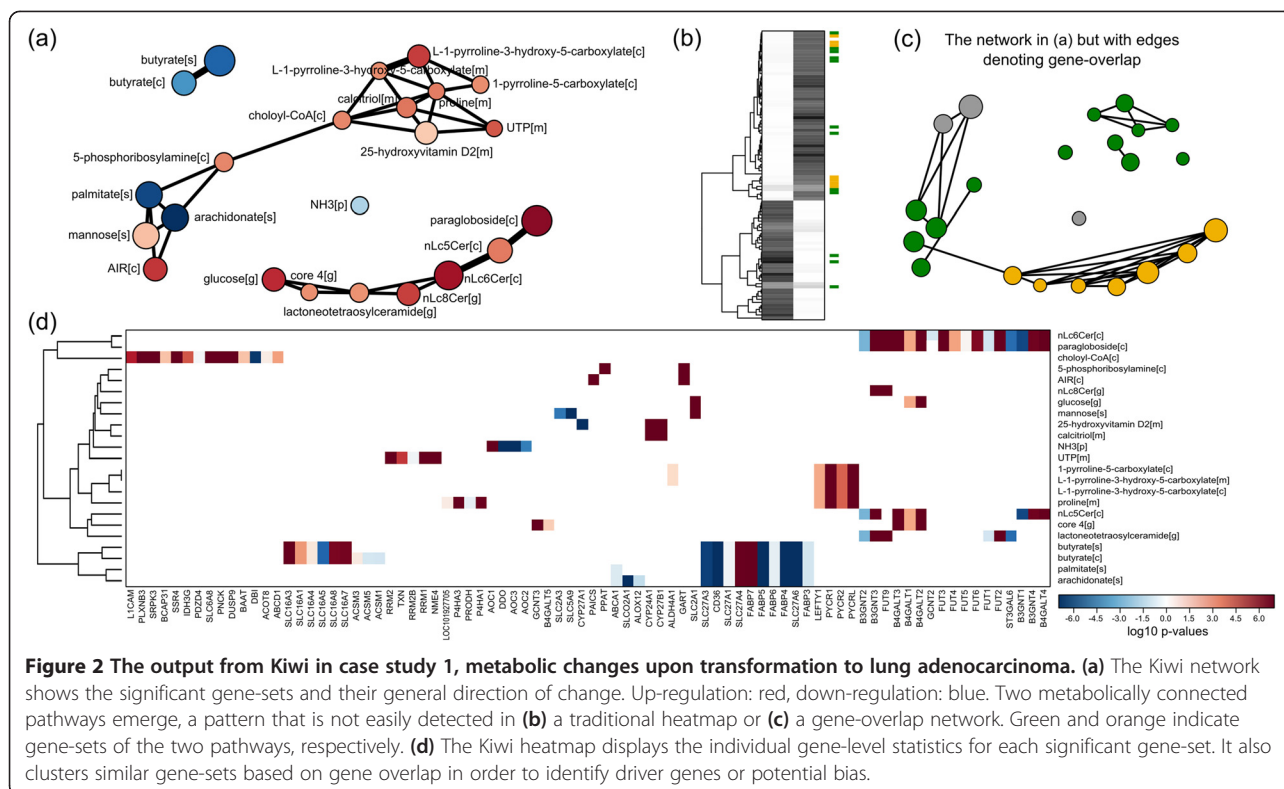 (a)
butyrate[s]
butyrate[c]
L-1-pyrroline-3-hydroxy-5-carboxylate[c]
L-1-pyrroline-3-hydroxy-5-carboxylate[m]
1-pyrroline-5-carboxylate[c]
calcitriol[m]
proline[m]
choloyl-CoA[c]
UTP[m]
25-hydroxyvitamin D2[m]
5-phosphoribosylamine[c]
palmitate[s]
arachidonate[s]
NH3[p]
mannose[s]
AIR[c]
paragloboside[c]
nLc5Cer[c]
glucose[g]
core 4[g]
nLc6Cer[c]
nLc8Cer[g]
lactoneotetraosylceramide[g]
(b)
(c)
The network in (a) but with edges
denoting gene-overlap
(d)
nLc6Cer[c]
paragloboside[c]
choloyl-CoA[c]
5-phosphoribosylamine[c]
AIR[c]
nLc8Cer[g]
glucose[g]
mannose[s]
25-hydroxyvitamin D2[m]
calcitriol[m]
NH3[p]
UTP[m]
1-pyrroline-5-carboxylate[c]
L-1-pyrroline-3-hydroxy-5-carboxylate[m]
L-1-pyrroline-3-hydroxy-5-carboxylate[c]
proline[m]
nLc5Cer[c]
core 4[g]
lactoneotetraosylceramide[g]
butyrate[s]
butyrate[c]
palmitate[s]
arachidonate[s]
L1CAM
PLXNB3
SRPK3
BCAP31
SSR4
IDH3G
PDZD4
SLC6A8
PNCK
DUSP9
BAAT
DBI
ACOT8
ABCD1
SLC16A3
SLC16A1
SLC16A4
SLC16A5
SLC16A8
SLC16A7
ACSM3
ACSM5
ACSM1
RRM2
TXN
RRM2B
RRM1
NME4
LOC101927705
P4HA3
PRODH
P4HA1
AOC1
DDO
AOC3
AOC2
GCNT3
B4GALT5
SLC2A3
SLC5A9
CYP27A1
PAICS
PPAT
ABCA1
SLCO2A1
ALOX12
CYP24A1
CYP27B1
ALDH4A1
GART
SLC2A1
SLC27A3
CD36
SLC27A1
SLC27A4
FABP7
FABP5
FABP6
FABP4
SLC27A6
FABP3
LEFTY1
PYCR1
PYCR2
PYCRL
B3GNT2
B3GNT3
FUT9
B4GALT3
B4GALT1
B4GALT2
GCNT2
FUT3
FUT4
FUT5
FUT6
FUT1
FUT2
ST3GAL6
B3GNT1
B3GNT4
B4GALT4
-6.0 -4.5 -3.0 -1.5 0.0 1.5 3.0 4.5 6.0
log10 p-values
Figure 2 The output from Kiwi in case study 1, metabolic changes upon transformation to lung adenocarcinoma. (a) The Kiwi network
shows the significant gene-sets and their general direction of change. Up-regulation: red, down-regulation: blue. Two metabolically connected
pathways emerge, a pattern that is not easily detected in (b) a traditional heatmap or (c) a gene-overlap network. Green and orange indicate
gene-sets of the two pathways, respectively. (d) The Kiwi heatmap displays the individual gene-level statistics for each significant gene-set. It also
clusters similar gene-sets based on gene overlap in order to identify driver genes or potential bias.